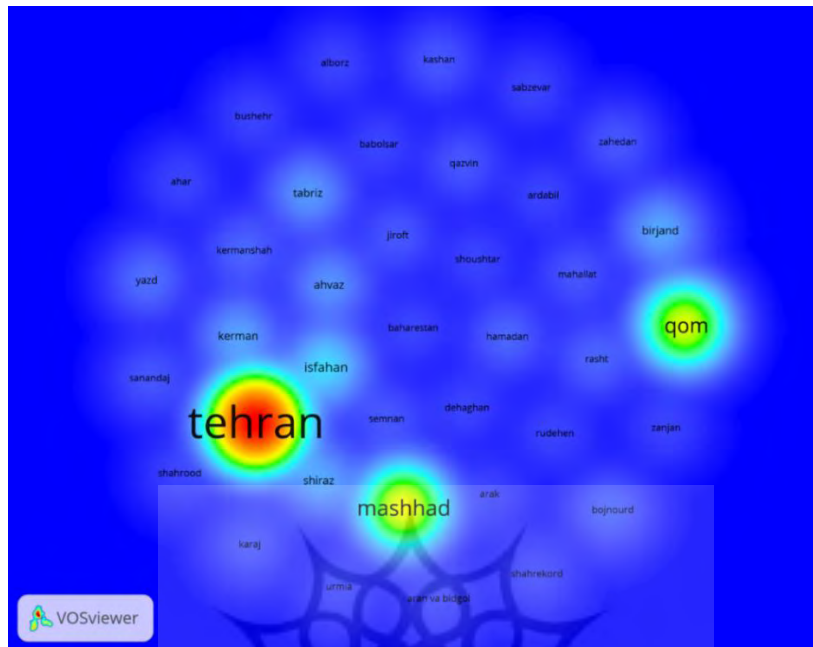 alborz
kashan
sabzevar
bushehr
babolsar
zahedan
qazvin
ahar
tabriz
ardabil
birjand
jiroft
kermanshah
shoushtar
mahallat
yazd
ahvaz
qom
baharestan
kerman
hamadan
rasht
isfahan
sanandaj
dehaghan
tehran
semnan
zanjan
rudehen
shahrood
shiraz
arak
mashhad
bojnourd
karaj
shahrekord
urmia
aran va bidgol
VOSviewer